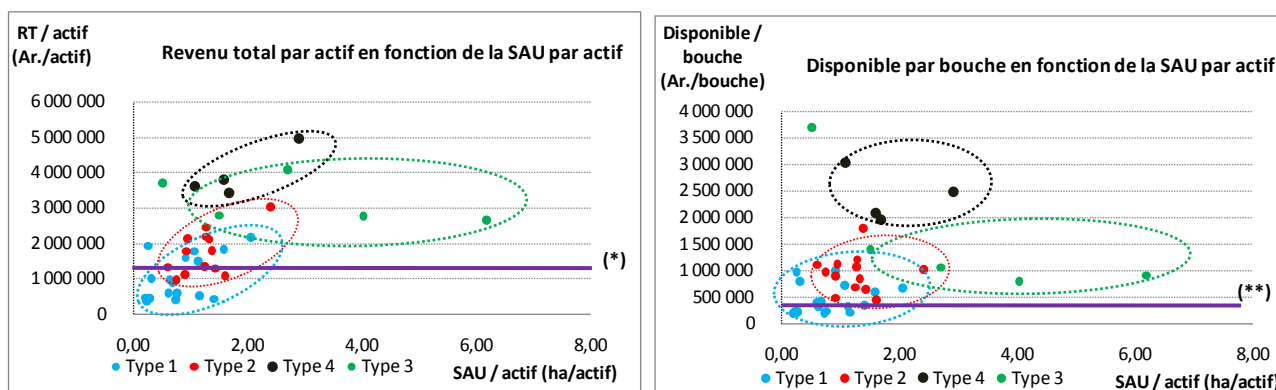 RT / actif
(Ar./actif)
Revenu total par actif en fonction de la SAU par actif
6 000 000
5 000 000
4 000 000
3 000 000
2 000 000
1 000 000
0
(*)
0,00 2,00 4,00 6,00 8,00
Type 1 Type 2 Type 4 Type 3
SAU / actif (ha/actif)
Disponible /
bouche
(Ar./bouche)
Disponible par bouche en fonction de la SAU par actif
4 000 000
3 500 000
3 000 000
2 500 000
2 000 000
1 500 000
1 000 000
500 000
0
(**)
0,00 2,00 4,00 6,00 8,00
Type 1 Type 2 Type 4 Type 3
SAU / actif (ha/actif)